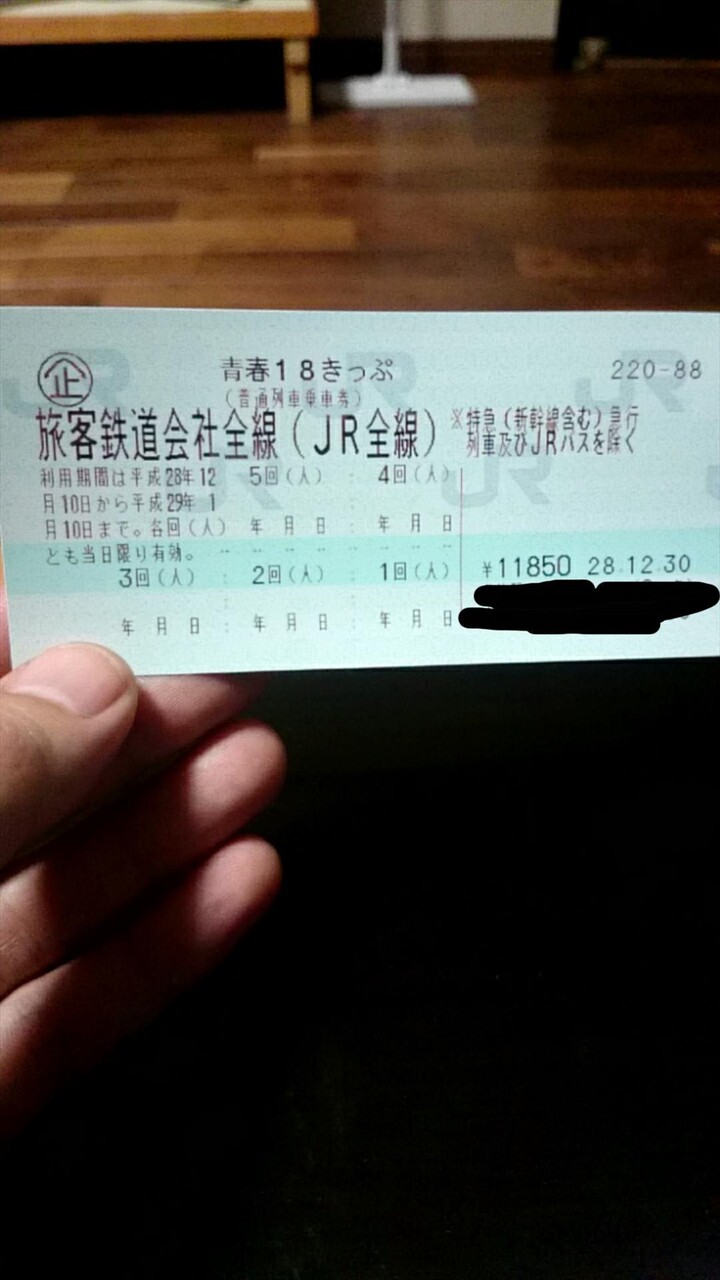 企 青春18きっぷ 220-88
(普通列車乗車券)
旅客鉄道会社全線(JR全線)
※特急(新幹線含む)急行
列車及びJRバスを除く
利用期間は平成28年12
月10日から平成29年 1
月10日まで。各回(人)
とも当日限り有効。
5回(人) 4回(人)
年 月 日 年 月 日
3回(人) 2回(人) 1回(人)
年 月 日 年 月 日 年 月 日
¥11850 28.12.30